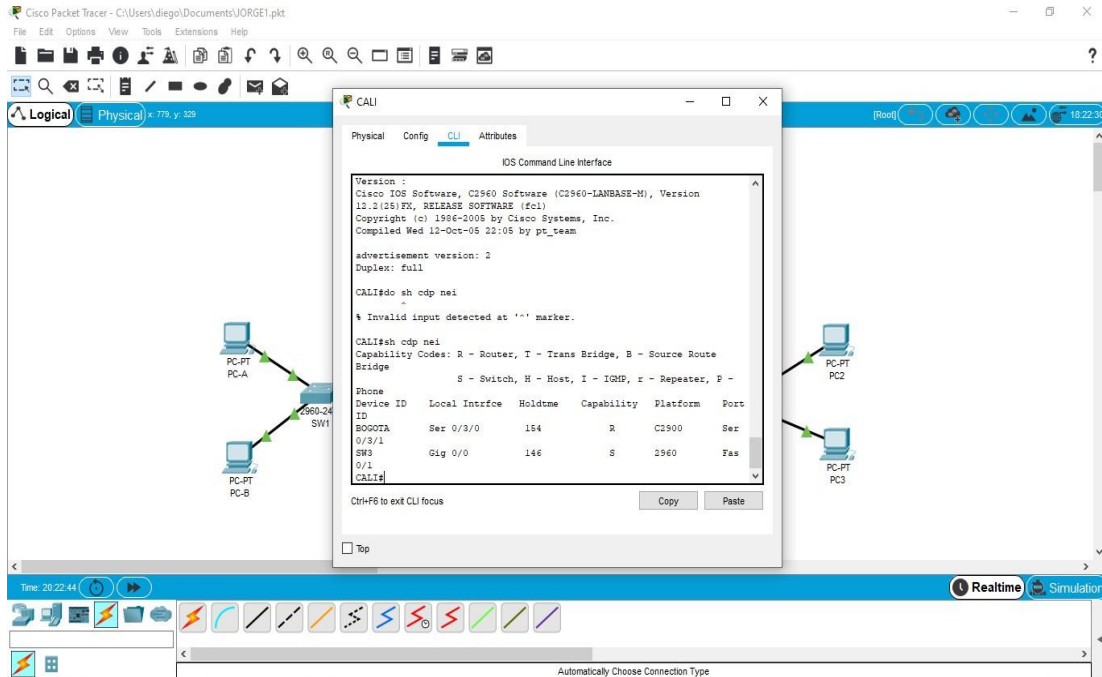 Cisco Packet Tracer - C:\Users\diego\Documents\JORGE1.pkt
File Edit Options View Tools Extensions Help
?
Logical Physical x: 779, y: 329
[Root] 18:22:30
CALI
Physical Config CLI Attributes
IOS Command Line Interface
Version :
Cisco IOS Software, C2960 Software (C2960-LANBASE-M), Version
12.2(25)FX, RELEASE SOFTWARE (fc1)
Copyright (c) 1986-2005 by Cisco Systems, Inc.
Compiled Wed 12-Oct-05 22:05 by pt_team
advertisement version: 2
Duplex: full
CALI#do sh cdp nei
^
% Invalid input detected at '^' marker.
CALI#sh cdp nei
Capability Codes: R - Router, T - Trans Bridge, B - Source Route
Bridge
S - Switch, H - Host, I - IGMP, r - Repeater, P -
Phone
Device ID Local Intrfce Holdtme Capability Platform Port
ID
BOGOTA Ser 0/3/0 154 R C2900 Ser
0/3/1
SW3 Gig 0/0 146 S 2960 Fas
0/1
CALI#
Ctrl+F6 to exit CLI focus
Copy Paste
Top
PC-PT
PC-A
2960-24
SW1
PC-PT
PC-B
PC-PT
PC2
PC-PT
PC3
Time: 20:22:44
Realtime Simulation
Automatically Choose Connection Type